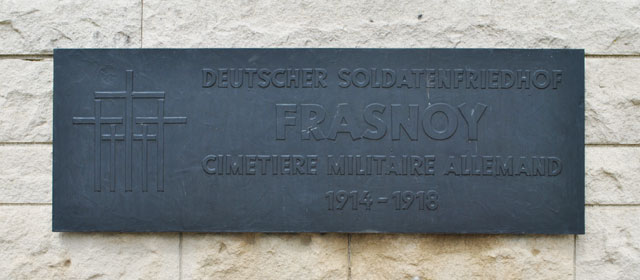 DEUTSCHER SOLDATENFRIEDHOF
FRASNOY
CIMETIERE MILITAIRE ALLEMAND
1914-1918